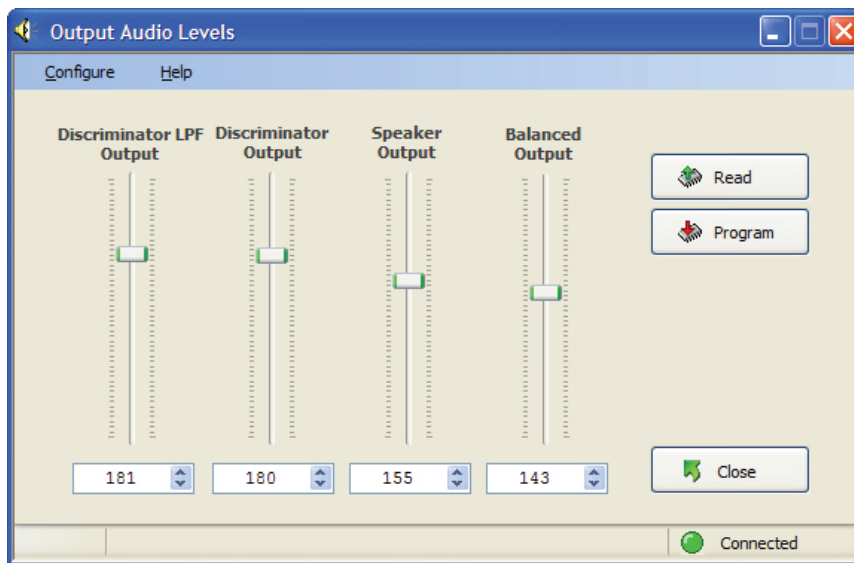 Output Audio Levels
Configure Help
Discriminator LPF Output
Discriminator Output
Speaker Output
Balanced Output
Read
Program
181 180 155 143
Close
Connected